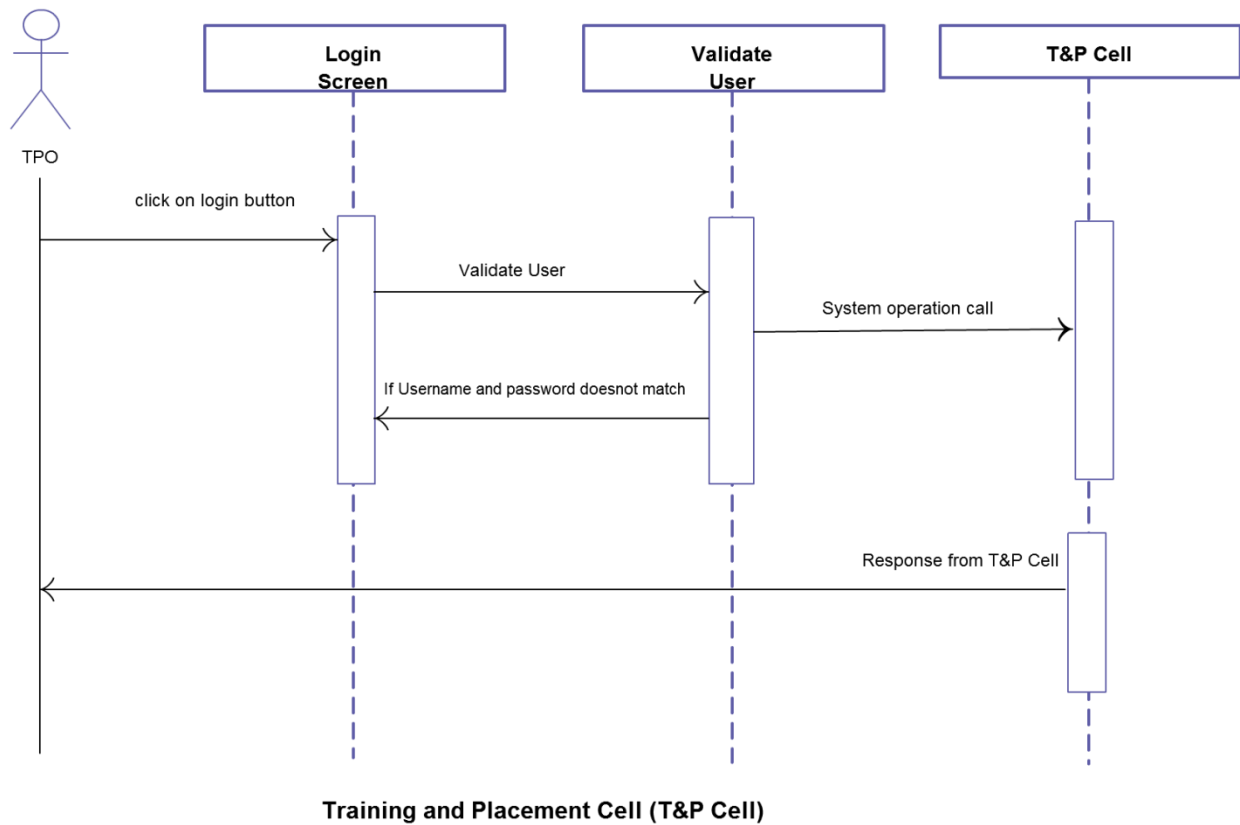 Login
Screen
Validate
User
T&P Cell
TPO
click on login button
Validate User
System operation call
If Username and password doesnot match
Response from T&P Cell
Training and Placement Cell (T&P Cell)